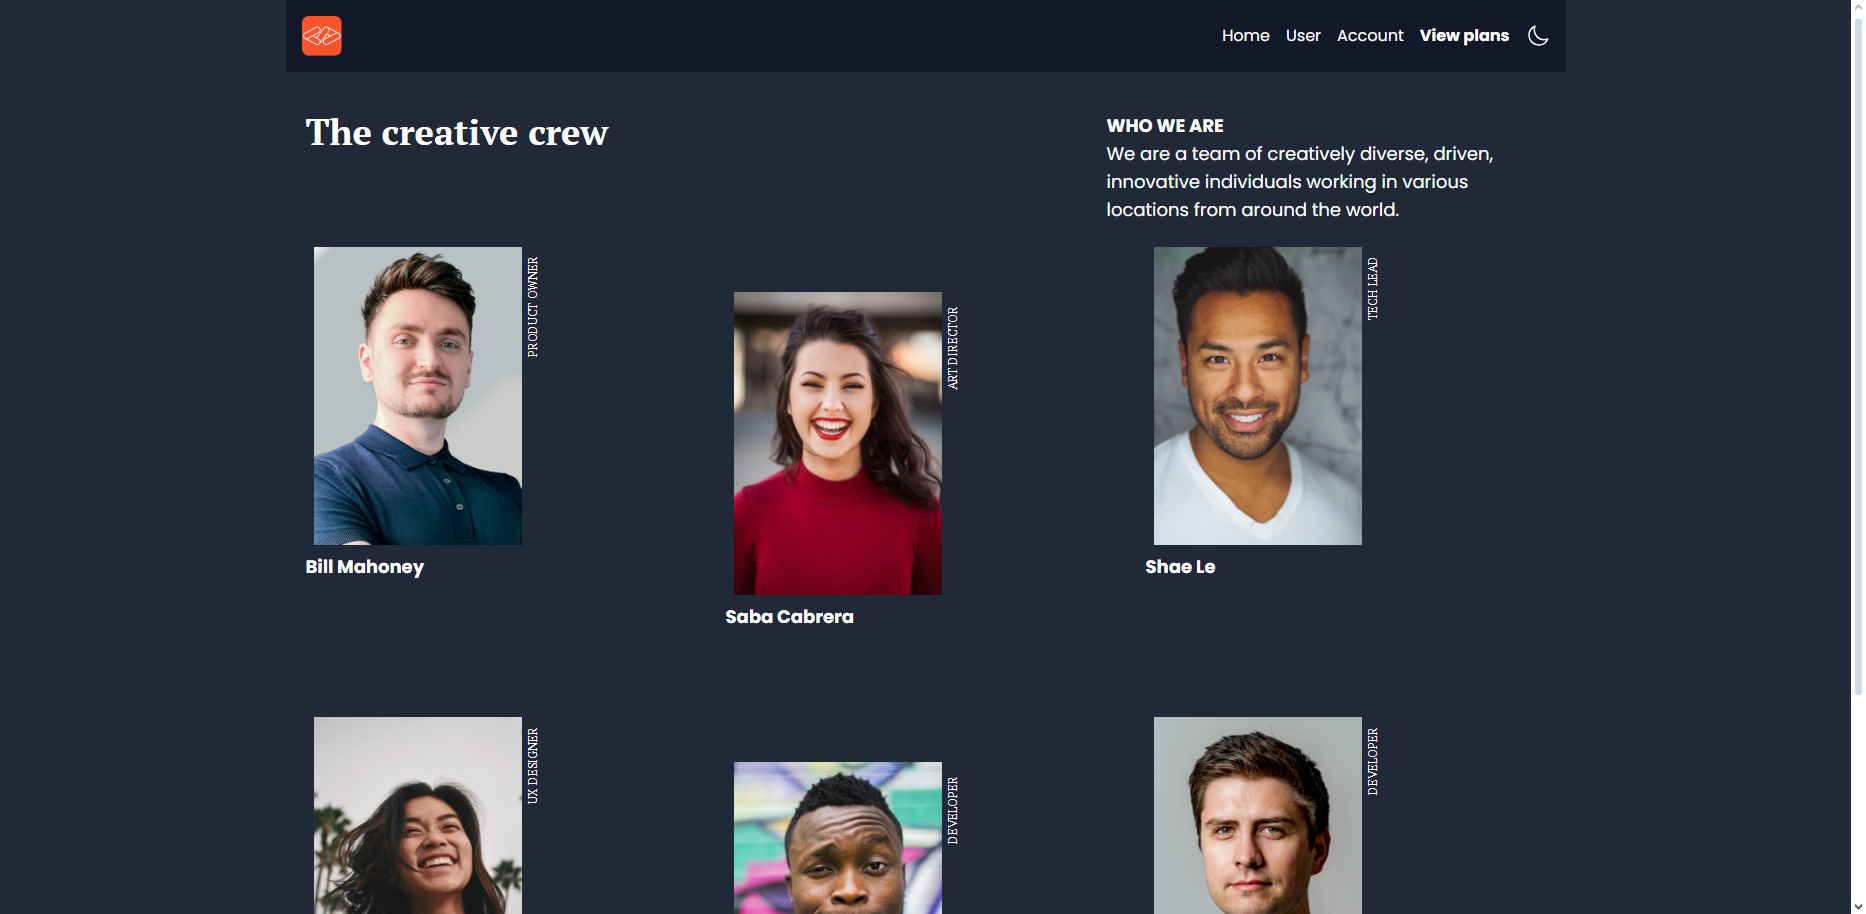 Home User Account View plans
The creative crew
WHO WE ARE
We are a team of creatively diverse, driven,
innovative individuals working in various
locations from around the world.
PRODUCT OWNER
Bill Mahoney
ART DIRECTOR
Saba Cabrera
TECH LEAD
Shae Le
UX DESIGNER
DEVELOPER
DEVELOPER